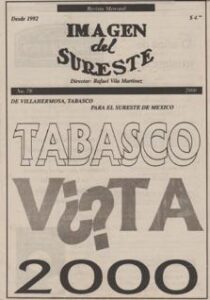 Revista Mensual
Desde 1992
$ 4.
IMAGEN
del
SURESTE
Director: Rafael Vila Martínez
No. 70
2000
DE VILLAHERMOSA, TABASCO
PARA EL SURESTE DE MEXICO
TABASCO
V¿?TA
2000